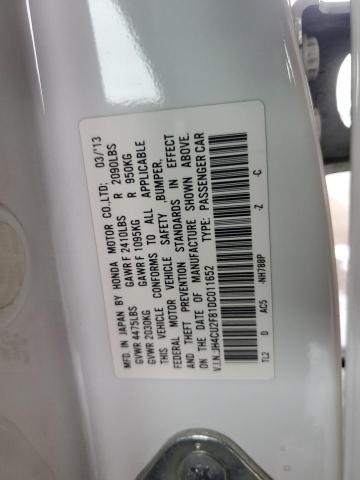 MFD. IN JAPAN BY HONDA MOTOR CO.,LTD: 03/'13
GVWR 4475LBS GAWR F 2410LBS R 2090LBS
GVWR 2030KG GAWR F 1095KG R 950KG
THIS VEHICLE CONFORMS TO ALL APPLICABLE
FEDERAL MOTOR VEHICLE SAFETY ,BUMPER,
AND THEFT PREVENTION STANDARDS IN EFFECT
ON THE DATE OF MANUFACTURE SHOWN ABOVE.
V.I.N.:JH4CU2F81DC011652 TYPE: PASSENGER CAR
TL2 D AC5 -NH788P -Z -C